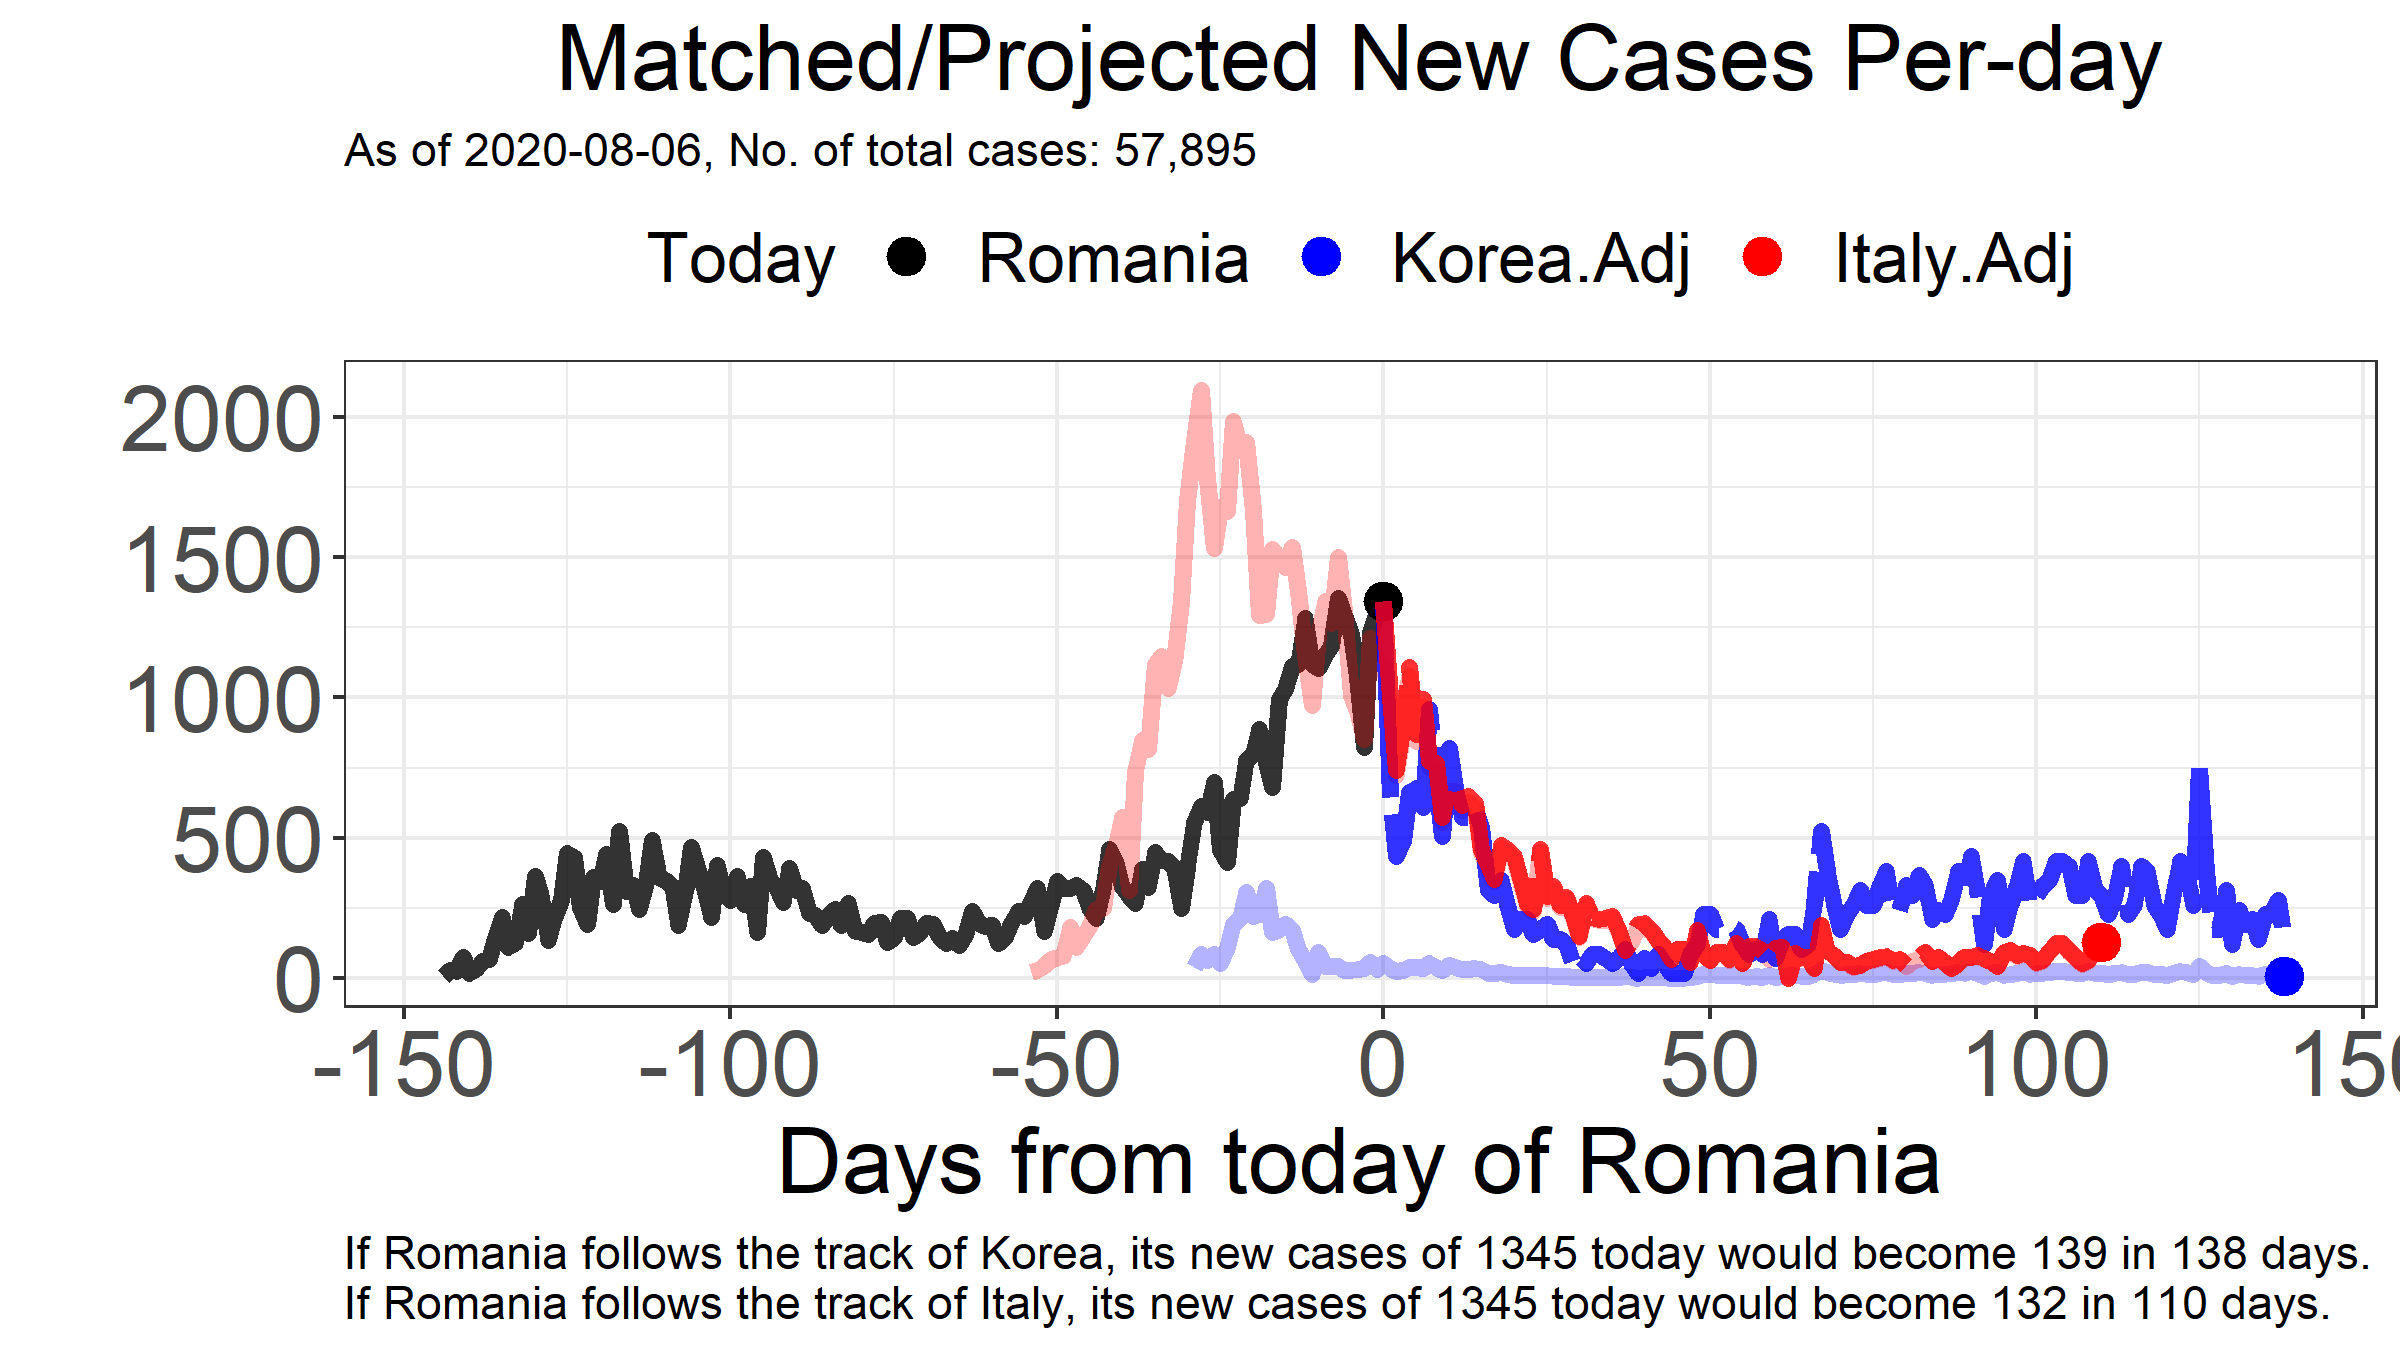 Matched/Projected New Cases Per-day
As of 2020-08-06, No. of total cases: 57,895
Today Romania Korea.Adj Italy.Adj
2000
1500
1000
500
0
-150 -100 -50 0 50 100 150
Days from today of Romania
If Romania follows the track of Korea, its new cases of 1345 today would become 139 in 138 days.
If Romania follows the track of Italy, its new cases of 1345 today would become 132 in 110 days.